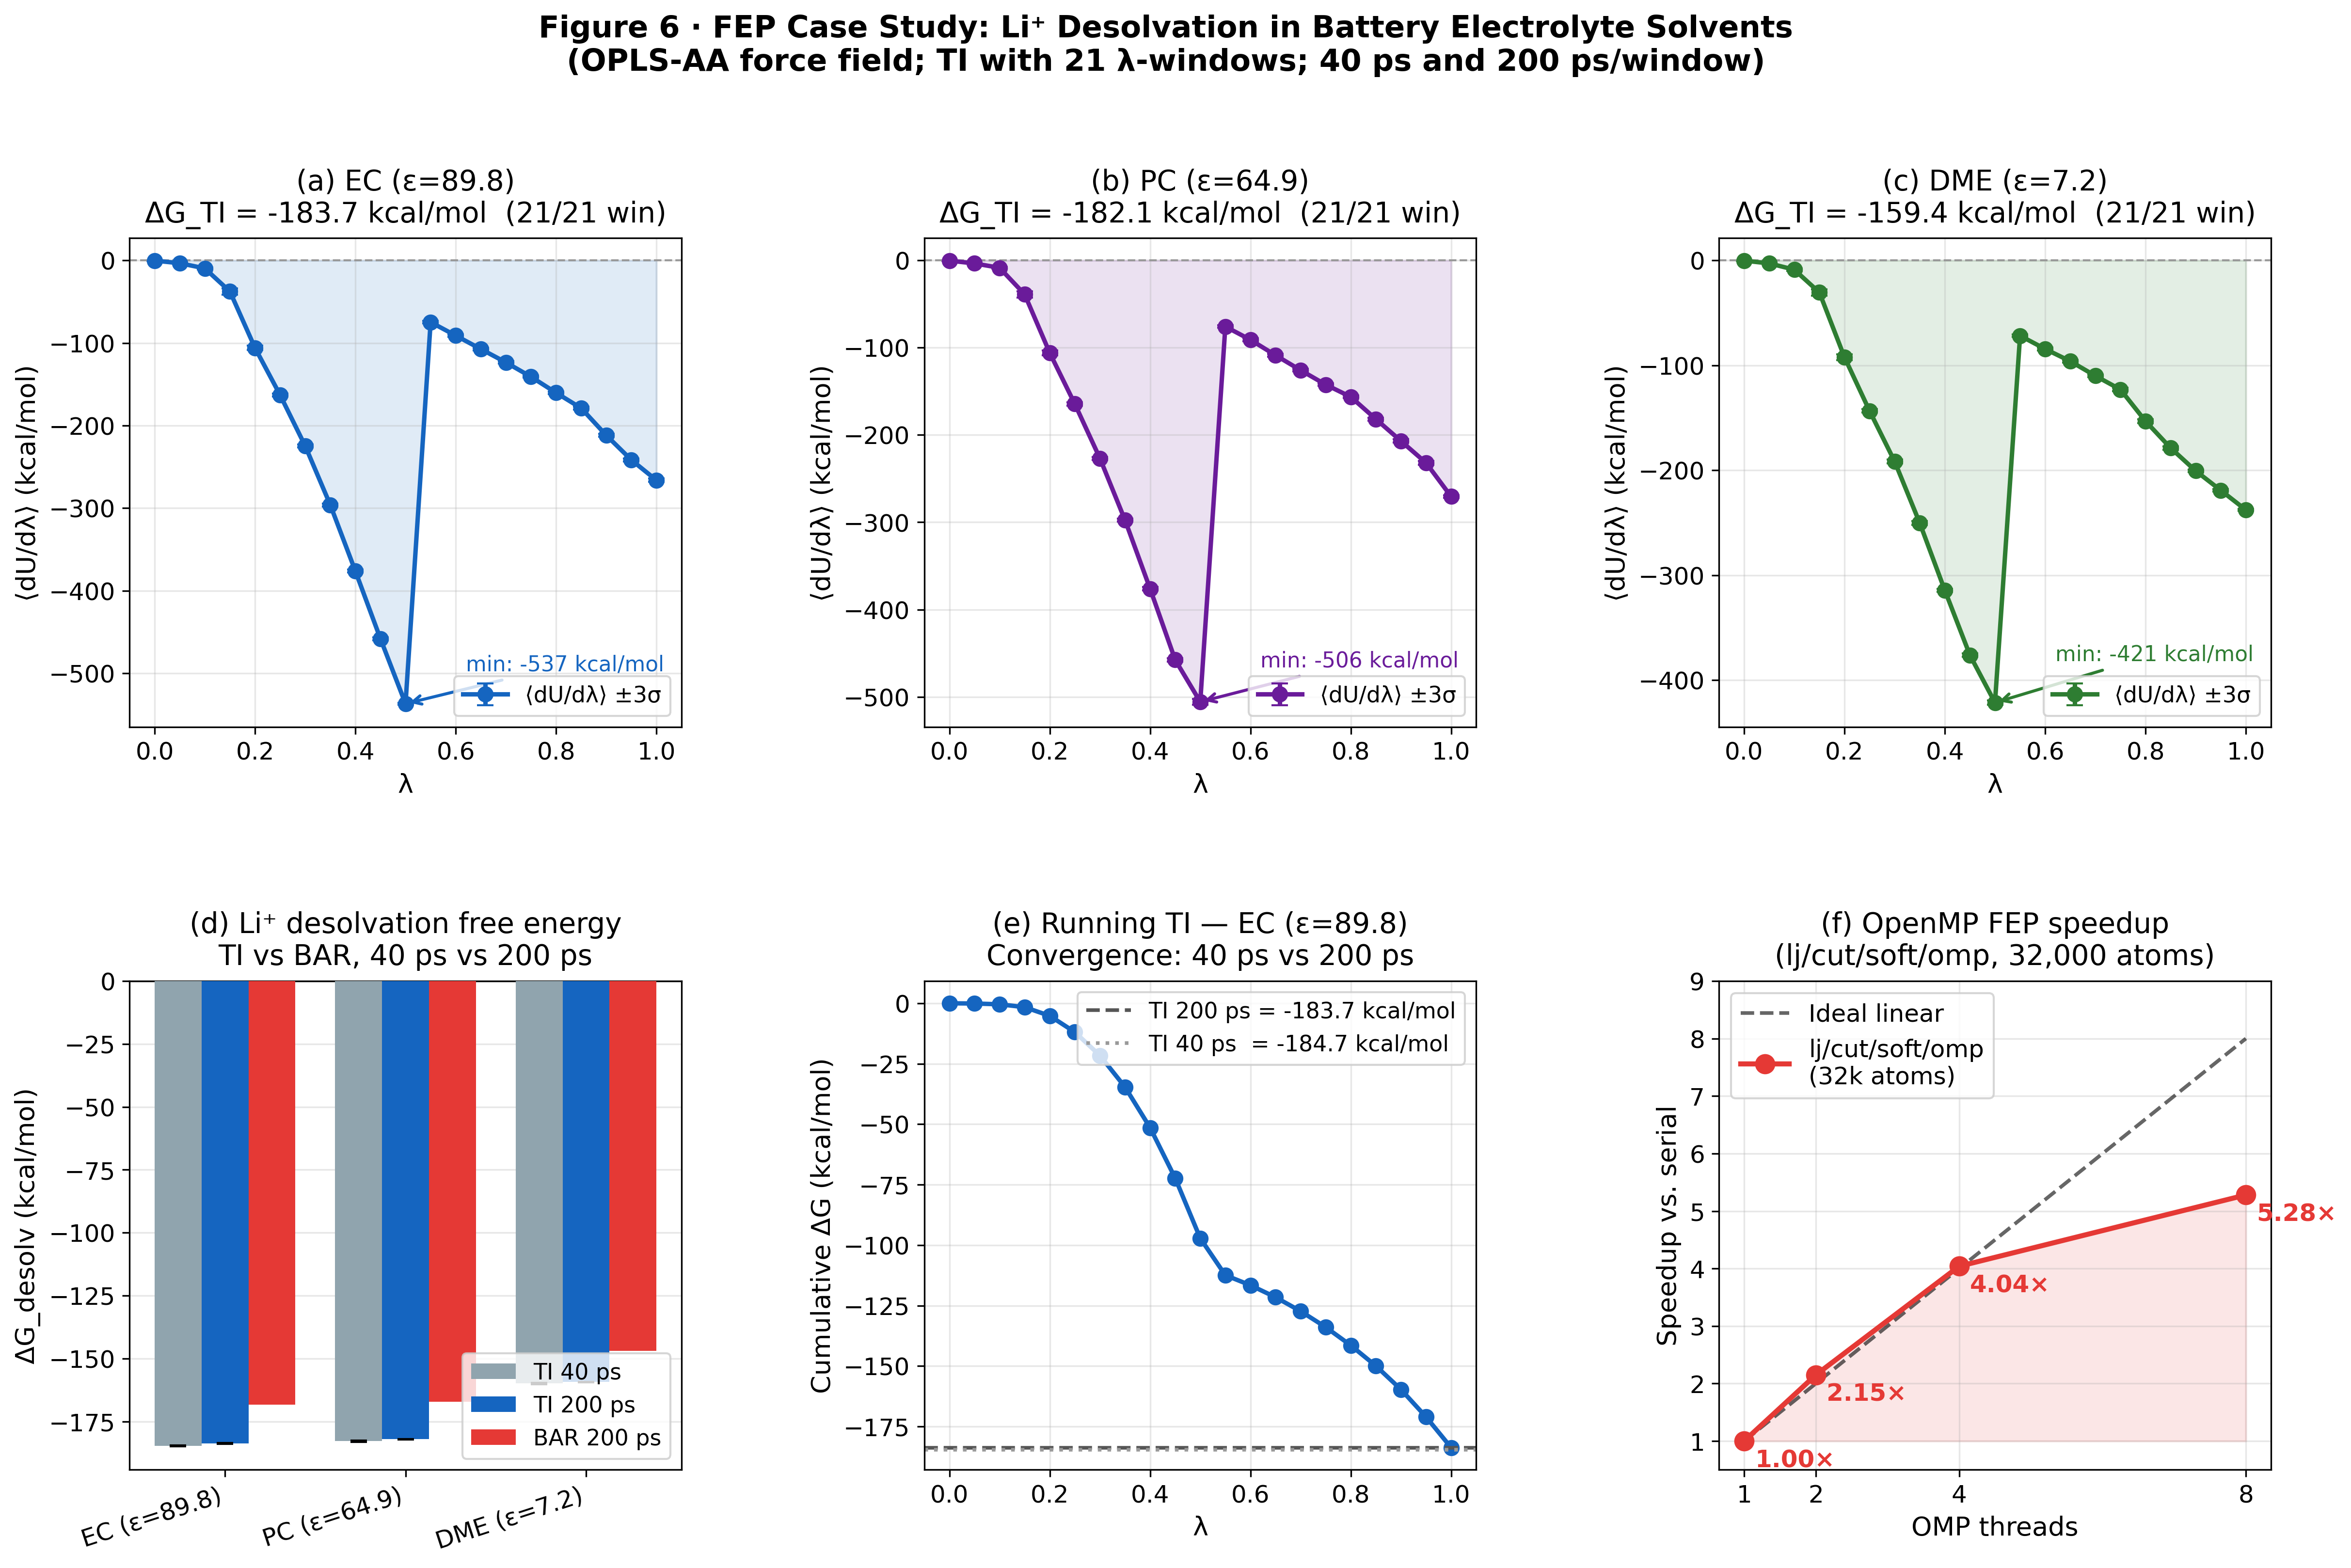 Figure 6 · FEP Case Study: Li⁺ Desolvation in Battery Electrolyte Solvents
(OPLS-AA force field; TI with 21 λ-windows; 40 ps and 200 ps/window)
(a) EC (ε=89.8)
ΔG_TI = -183.7 kcal/mol  (21/21 win)
⟨dU/dλ⟩ (kcal/mol)
0
−100
−200
−300
−400
−500
min: -537 kcal/mol
⟨dU/dλ⟩ ±3σ
0.0 0.2 0.4 0.6 0.8 1.0
λ
(b) PC (ε=64.9)
ΔG_TI = -182.1 kcal/mol  (21/21 win)
⟨dU/dλ⟩ (kcal/mol)
0
−100
−200
−300
−400
−500
min: -506 kcal/mol
⟨dU/dλ⟩ ±3σ
0.0 0.2 0.4 0.6 0.8 1.0
λ
(c) DME (ε=7.2)
ΔG_TI = -159.4 kcal/mol  (21/21 win)
⟨dU/dλ⟩ (kcal/mol)
0
−100
−200
−300
−400
min: -421 kcal/mol
⟨dU/dλ⟩ ±3σ
0.0 0.2 0.4 0.6 0.8 1.0
λ
(d) Li⁺ desolvation free energy
TI vs BAR, 40 ps vs 200 ps
ΔG_desolv (kcal/mol)
0
−25
−50
−75
−100
−125
−150
−175
TI 40 ps
TI 200 ps
BAR 200 ps
EC (ε=89.8)
PC (ε=64.9)
DME (ε=7.2)
(e) Running TI — EC (ε=89.8)
Convergence: 40 ps vs 200 ps
Cumulative ΔG (kcal/mol)
0
−25
−50
−75
−100
−125
−150
−175
TI 200 ps = -183.7 kcal/mol
TI 40 ps  = -184.7 kcal/mol
0.0 0.2 0.4 0.6 0.8 1.0
λ
(f) OpenMP FEP speedup
(lj/cut/soft/omp, 32,000 atoms)
Speedup vs. serial
9
8
7
6
5
4
3
2
1
Ideal linear
lj/cut/soft/omp
(32k atoms)
5.28×
4.04×
2.15×
1.00×
1 2 4 8
OMP threads